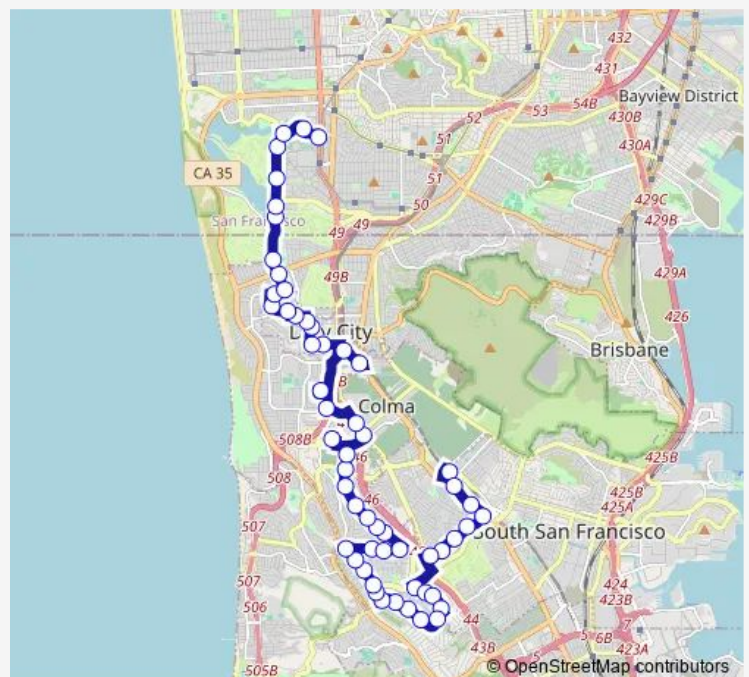 432
431
Bayview District
52
53
54B
430B
430A
51
CA 35
51
429C
50
429B
San Francisco
49
49
429A
49B
426
Daly City
Brisbane
B
Colma
508B
46
425B
508
46
425B
425A
507
South San Francisco
507
424
423B
506
44
7
6B
43B
423A
505B
© OpenStreetMap contributors